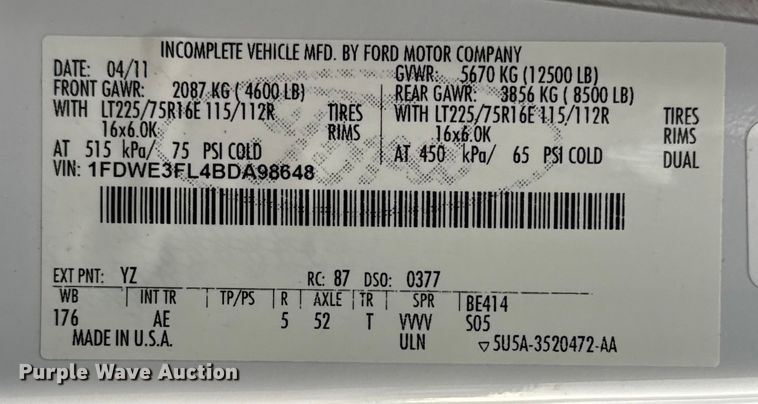 INCOMPLETE VEHICLE MFD. BY FORD MOTOR COMPANY
DATE: 04/11 GVWR: 5670 KG (12500 LB)
FRONT GAWR: 2087 KG (4600 LB) REAR GAWR: 3856 KG (8500 LB)
WITH LT225/75R16E 115/112R TIRES WITH LT225/75R16E 115/112R TIRES
16x6.0K RIMS 16x6.0K RIMS
AT 515 kPa/ 75 PSI COLD AT 450 kPa/ 65 PSI COLD DUAL
VIN: 1FDWE3FL4BDA98648
EXT PNT: YZ RC: 87 DSO: 0377
WB INT TR TP/PS R AXLE TR SPR BE414
176 AE 5 52 T VVVV S05
MADE IN U.S.A. ULN ▽5U5A-3520472-AA
Purple Wave Auction